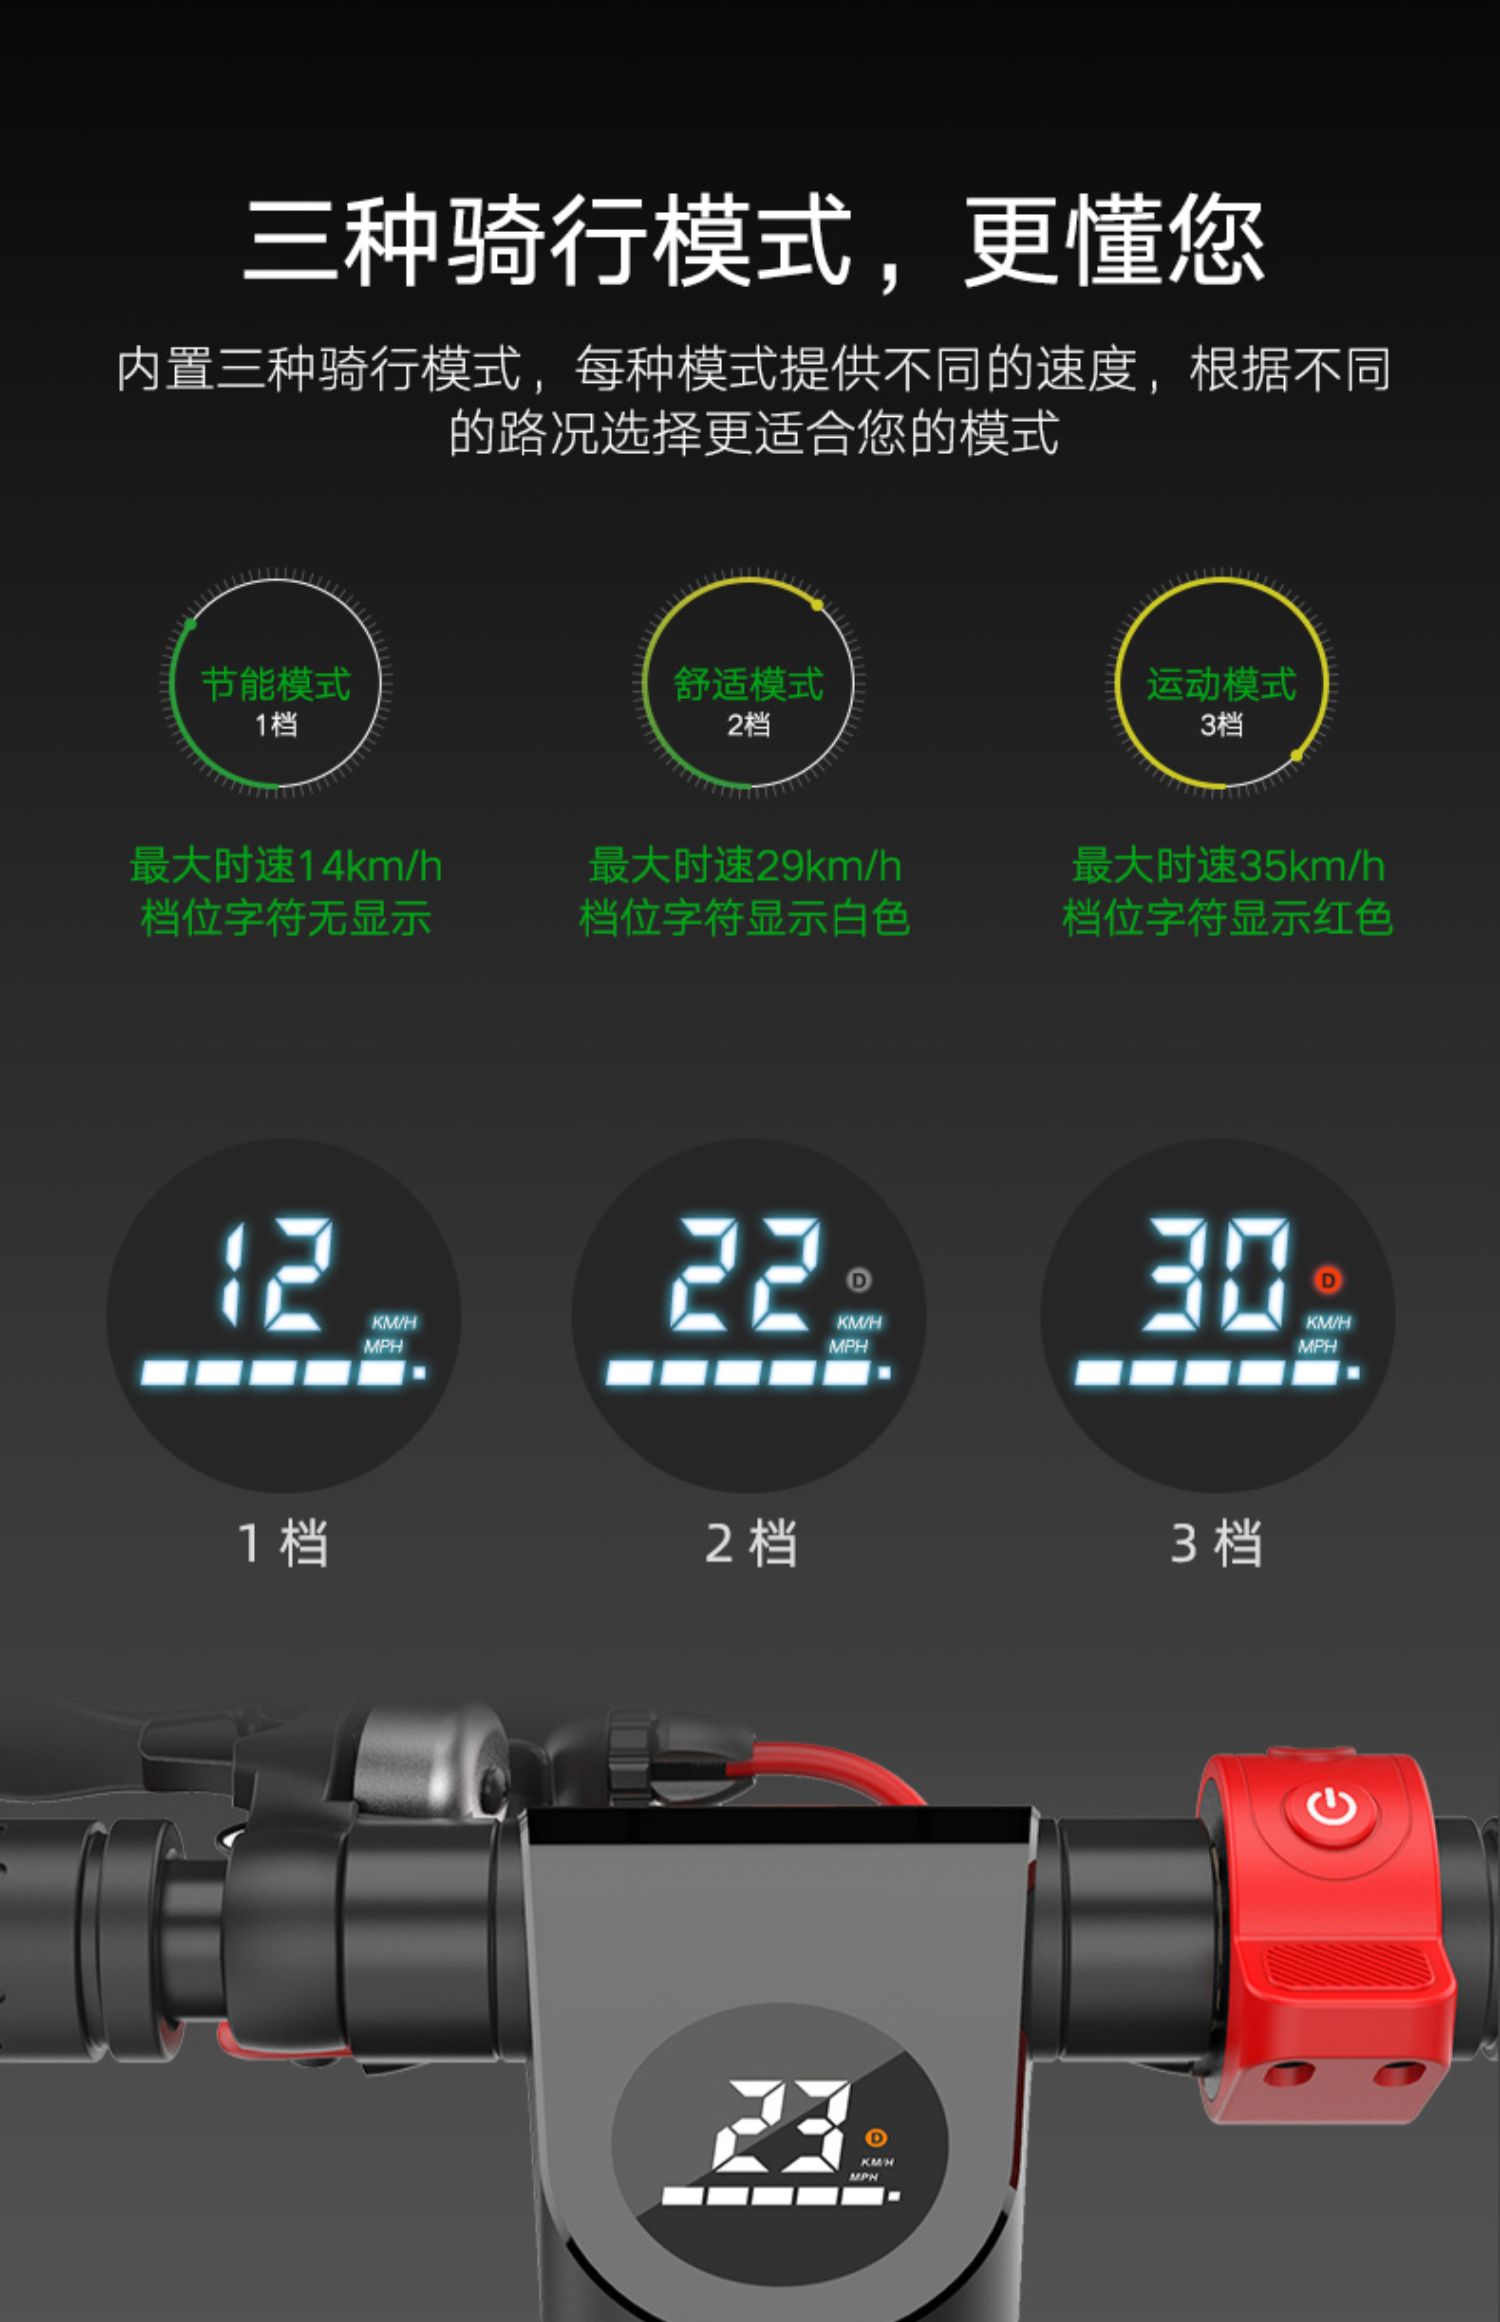 三种骑行模式，更懂您
内置三种骑行模式，每种模式提供不同的速度，根据不同
的路况选择更适合您的模式
节能模式
1档
舒适模式
2档
运动模式
3档
最大时速14km/h
档位字符无显示
最大时速29km/h
档位字符显示白色
最大时速35km/h
档位字符显示红色
12
KM/H
MPH
22
D
KM/H
MPH
30
D
KM/H
MPH
1 档
2 档
3 档
23
D
KM/H
MPH